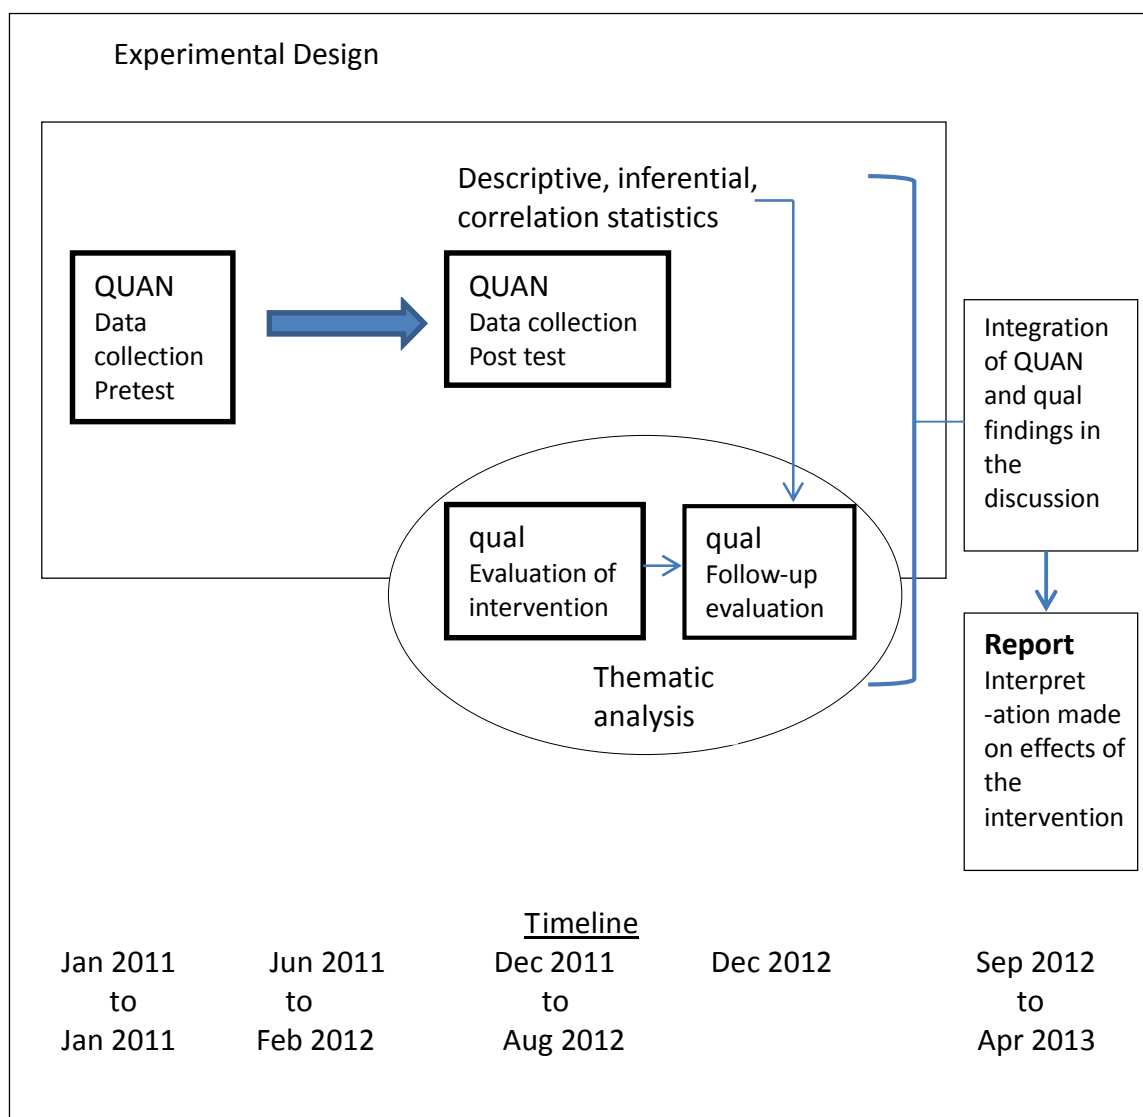 Experimental Design
Descriptive, inferential,
correlation statistics
QUAN
Data
collection
Pretest
QUAN
Data collection
Post test
qual
Evaluation of
intervention
qual
Follow-up
evaluation
Thematic
analysis
Integration
of QUAN
and qual
findings in
the
discussion
Report
Interpret
-ation made
on effects of
the
intervention
Timeline
Jan 2011
to
Jan 2011
Jun 2011
to
Feb 2012
Dec 2011
to
Aug 2012
Dec 2012
Sep 2012
to
Apr 2013